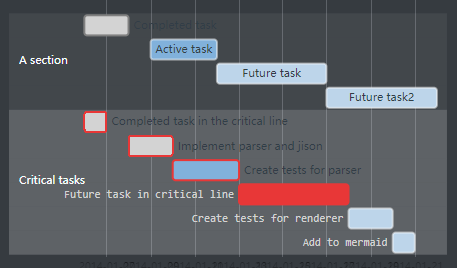 Completed task
A section
Active task
Future task
Future task2
Completed task in the critical line
Implement parser and jison
Critical tasks
Create tests for parser
Future task in critical line
Create tests for renderer
Add to mermaid